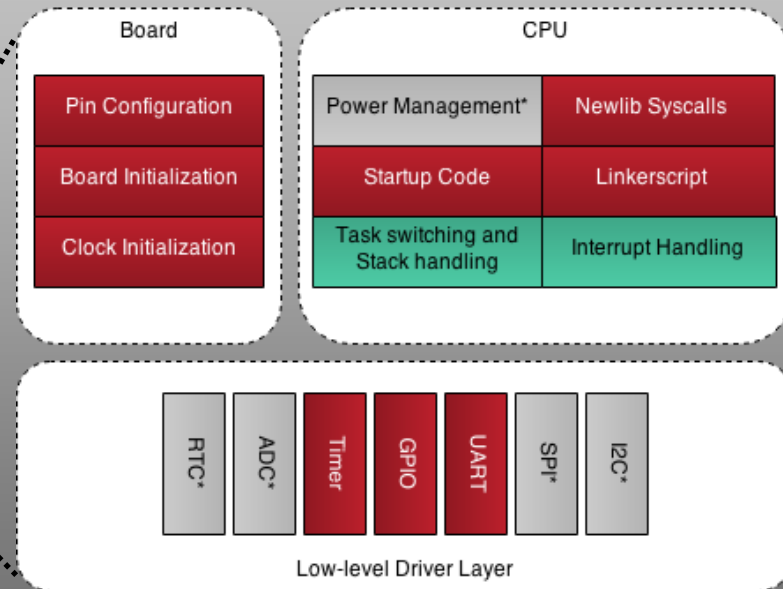 Board
Pin Configuration
Board Initialization
Clock Initialization
CPU
Power Management*
Newlib Syscalls
Startup Code
Linkerscript
Task switching and
Stack handling
Interrupt Handling
RTC*
ADC*
Timer
GPIO
UART
SPI*
I2C*
Low-level Driver Layer